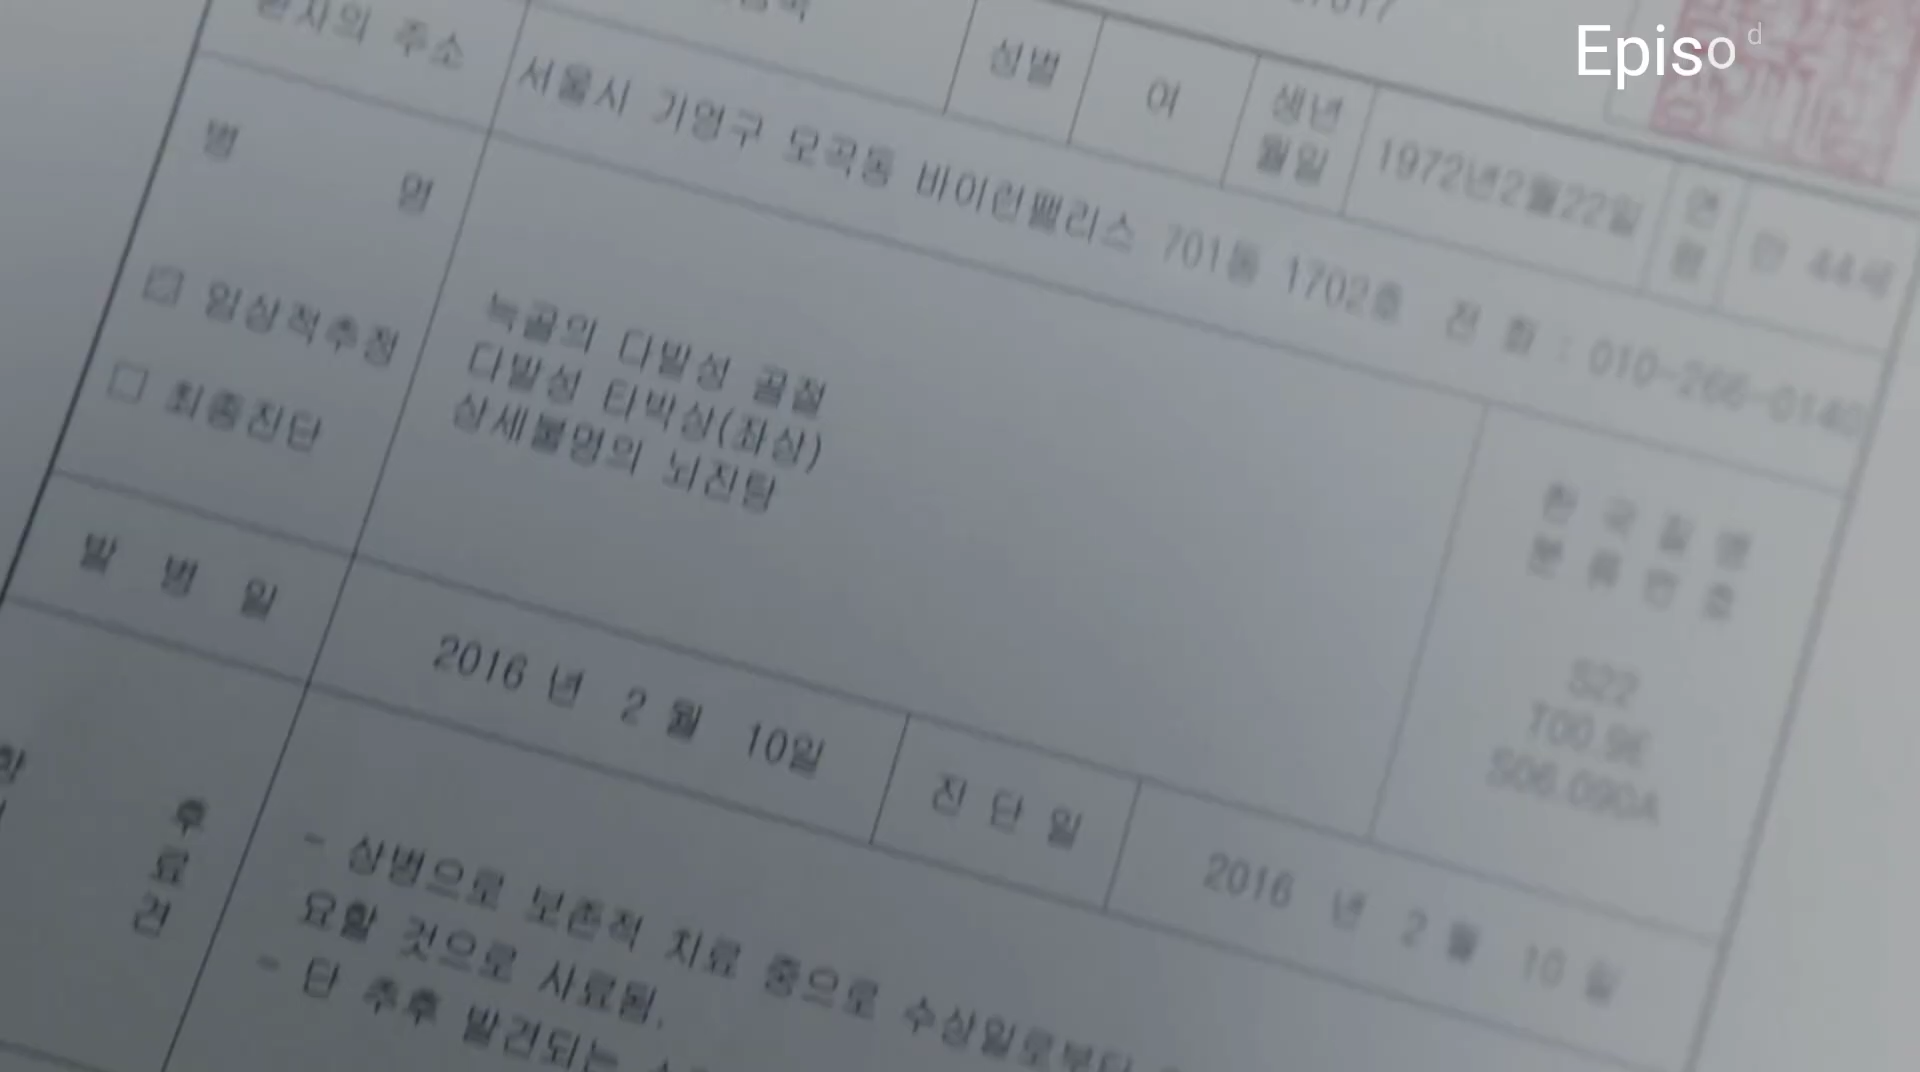 Episod
환자의 주소
성별
여
생년
월일
1972년2월22일
연
령
만 44세
서울시 기영구 모곡동 바이린팰리스 701동 1702호 전 화 : 010-266-0140
병 명
임상적추정
최종진단
늑골의 다발성 골절
다발성 타박상(좌상)
상세불명의 뇌진탕
한 국 질 병
분 류 번 호
S22
T00.9E
S06.090A
발 병 일
2016 년 2 월 10일
진 단 일
2016 년 2 월 10 일
후
료
견
- 상병으로 보존적 치료 중으로 수상일로부터
요할 것으로 사료됨.
- 단 추후 발견되는